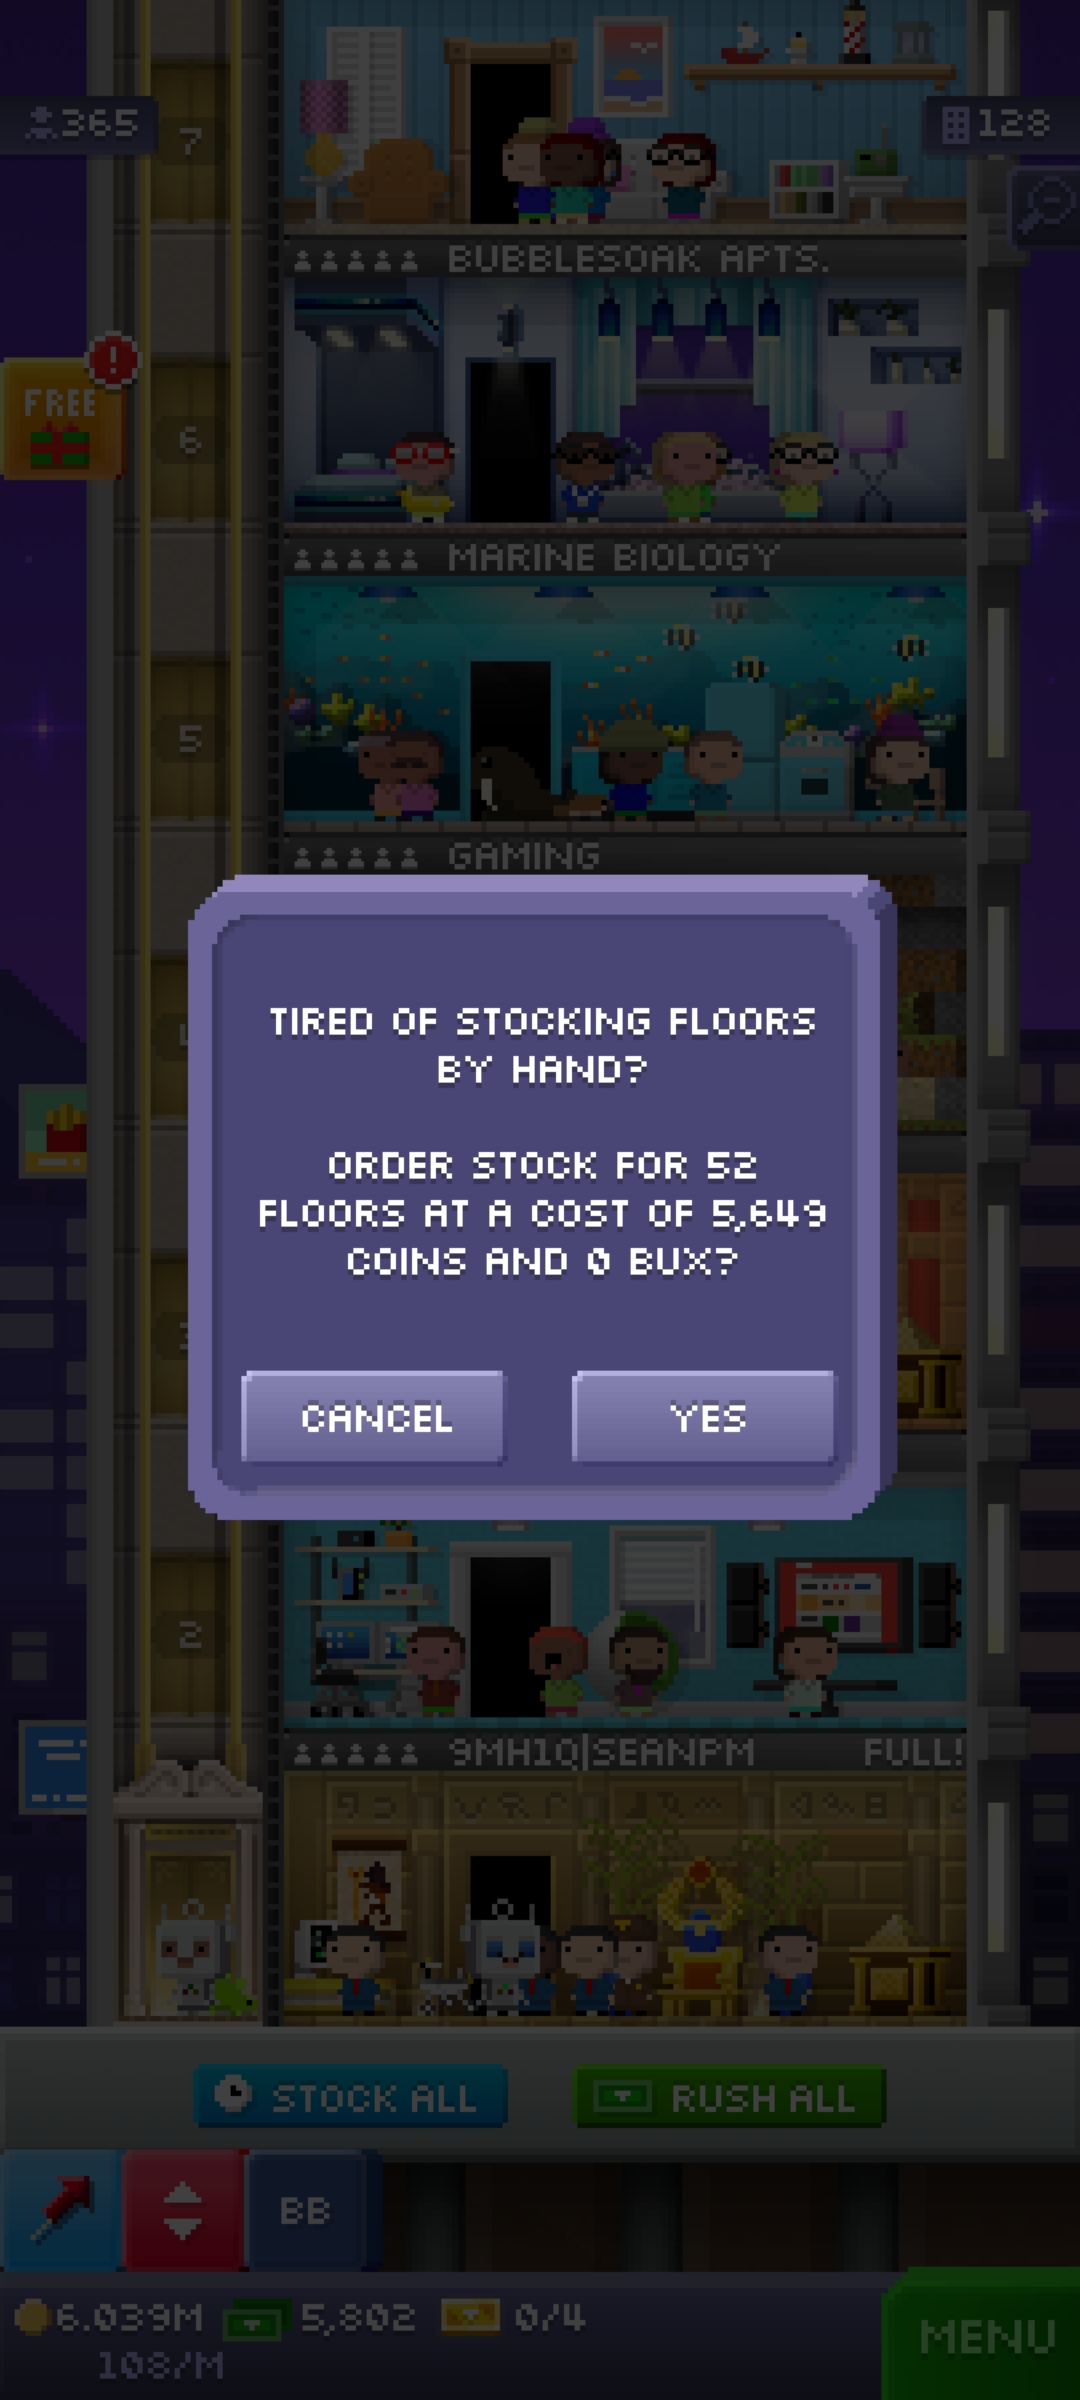 365
7
128
BUBBLESOAK APTS.
FREE
!
6
MARINE BIOLOGY
5
GAMING
TIRED OF STOCKING FLOORS
BY HAND?
ORDER STOCK FOR 52
FLOORS AT A COST OF 5,649
COINS AND 0 BUX?
CANCEL
YES
2
9MH1Q|SEANPM
FULL!
STOCK ALL
RUSH ALL
BB
6.039M
5,802
0/4
108/M
MENU